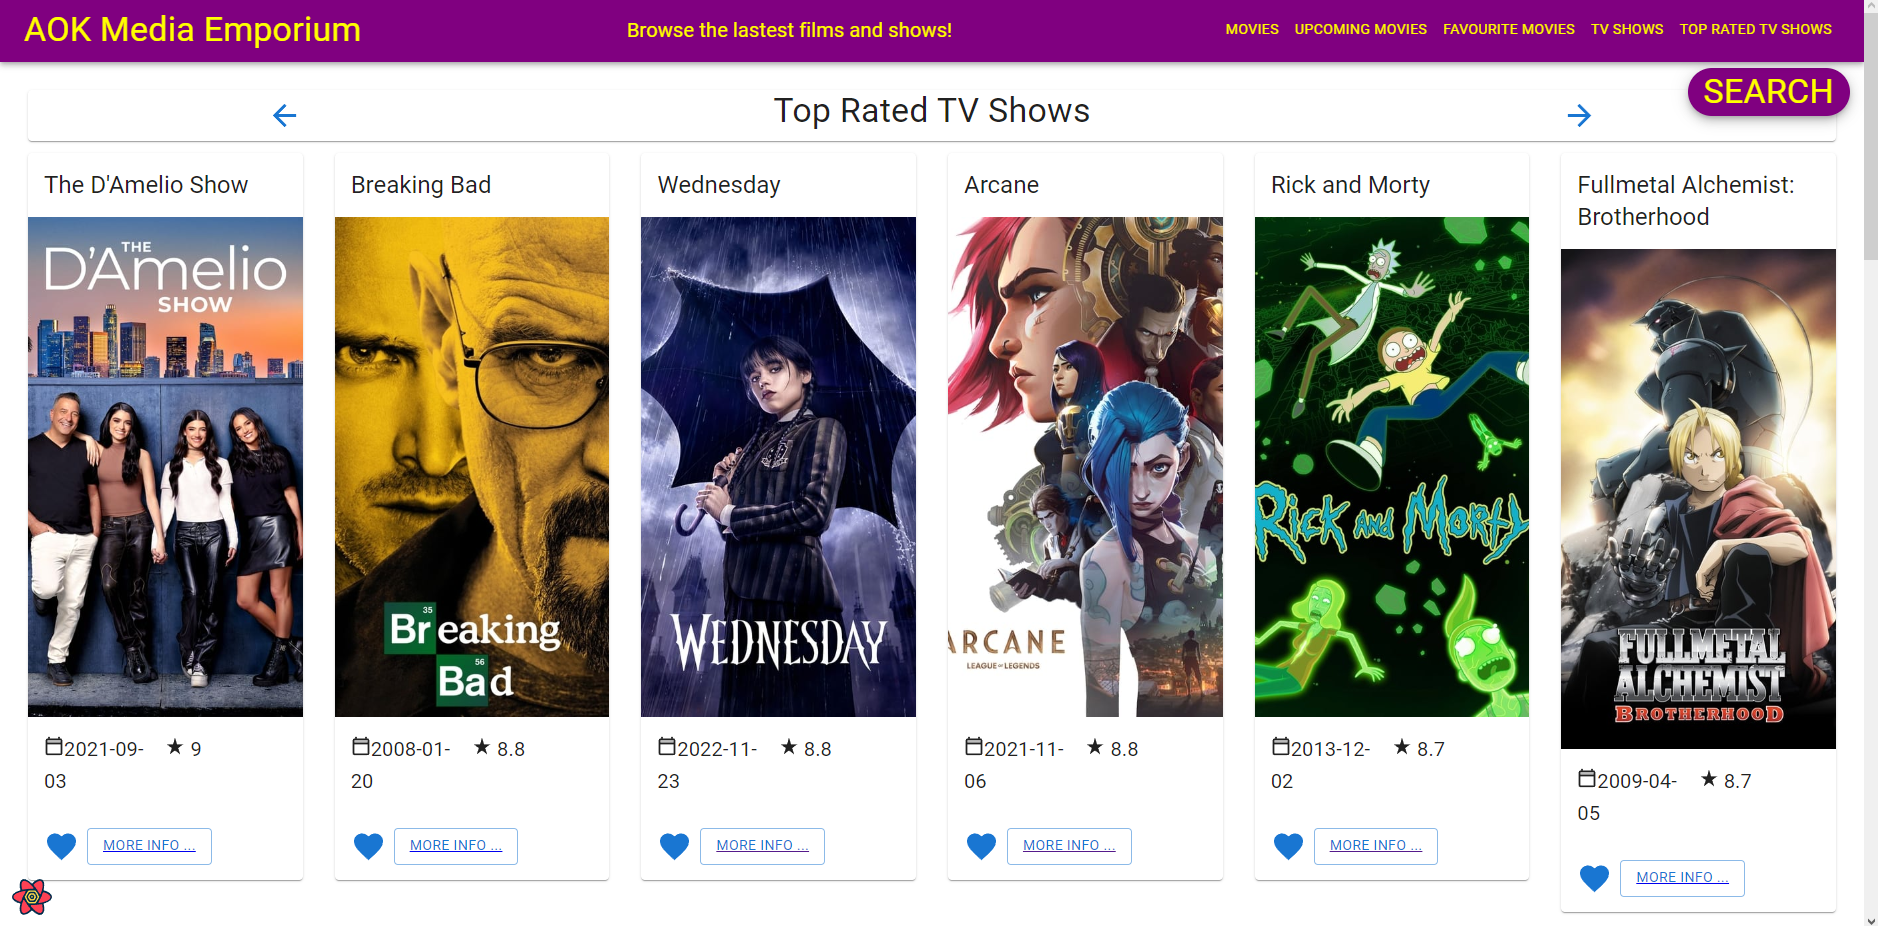 AOK Media Emporium
Browse the lastest films and shows!
MOVIES UPCOMING MOVIES FAVOURITE MOVIES TV SHOWS TOP RATED TV SHOWS
SEARCH
Top Rated TV Shows
The D'Amelio Show
THE
D'Amelio
SHOW
2021-09-
03
9
MORE INFO ...
Breaking Bad
35
Breaking
56
Bad
2008-01-
20
8.8
MORE INFO ...
Wednesday
WEDNESDAY
2022-11-
23
8.8
MORE INFO ...
Arcane
ARCANE
LEAGUE OF LEGENDS
2021-11-
06
8.8
MORE INFO ...
Rick and Morty
RICK AND MORTY
2013-12-
02
8.7
MORE INFO ...
Fullmetal Alchemist:
Brotherhood
FULLMETAL
ALCHEMIST
BROTHERHOOD
2009-04-
05
8.7
MORE INFO ...